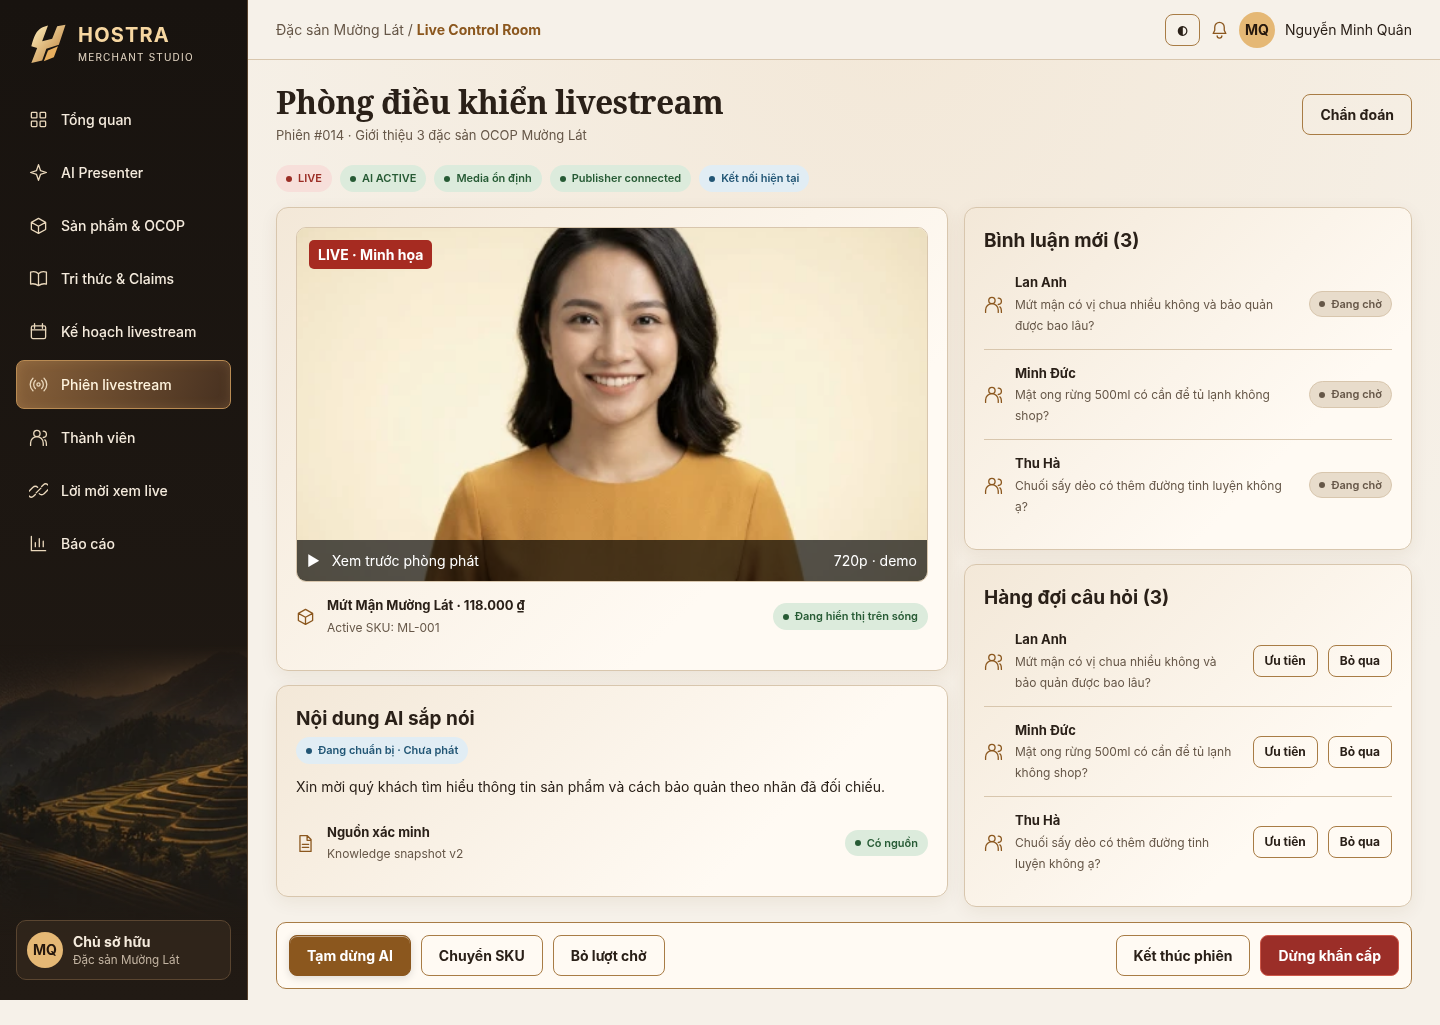 HOSTRA
MERCHANT STUDIO
Tổng quan
AI Presenter
Sản phẩm & OCOP
Tri thức & Claims
Kế hoạch livestream
Phiên livestream
Thành viên
Lời mời xem live
Báo cáo
MQ
Chủ sở hữu
Đặc sản Mường Lát
Đặc sản Mường Lát / Live Control Room
MQ
Nguyễn Minh Quân
Phòng điều khiển livestream
Phiên #014 · Giới thiệu 3 đặc sản OCOP Mường Lát
Chẩn đoán
LIVE
AI ACTIVE
Media ổn định
Publisher connected
Kết nối hiện tại
LIVE · Minh họa
Xem trước phòng phát
720p · demo
Mứt Mận Mường Lát · 118.000 ₫
Active SKU: ML-001
Đang hiển thị trên sóng
Nội dung AI sắp nói
Đang chuẩn bị · Chưa phát
Xin mời quý khách tìm hiểu thông tin sản phẩm và cách bảo quản theo nhãn đã đối chiếu.
Nguồn xác minh
Knowledge snapshot v2
Có nguồn
Bình luận mới (3)
Lan Anh
Mứt mận có vị chua nhiều không và bảo quản
được bao lâu?
Đang chờ
Minh Đức
Mật ong rừng 500ml có cần để tủ lạnh không
shop?
Đang chờ
Thu Hà
Chuối sấy dẻo có thêm đường tinh luyện không
ạ?
Đang chờ
Hàng đợi câu hỏi (3)
Lan Anh
Mứt mận có vị chua nhiều không và
bảo quản được bao lâu?
Ưu tiên
Bỏ qua
Minh Đức
Mật ong rừng 500ml có cần để tủ lạnh
không shop?
Ưu tiên
Bỏ qua
Thu Hà
Chuối sấy dẻo có thêm đường tinh
luyện không ạ?
Ưu tiên
Bỏ qua
Tạm dừng AI
Chuyển SKU
Bỏ lượt chờ
Kết thúc phiên
Dừng khẩn cấp